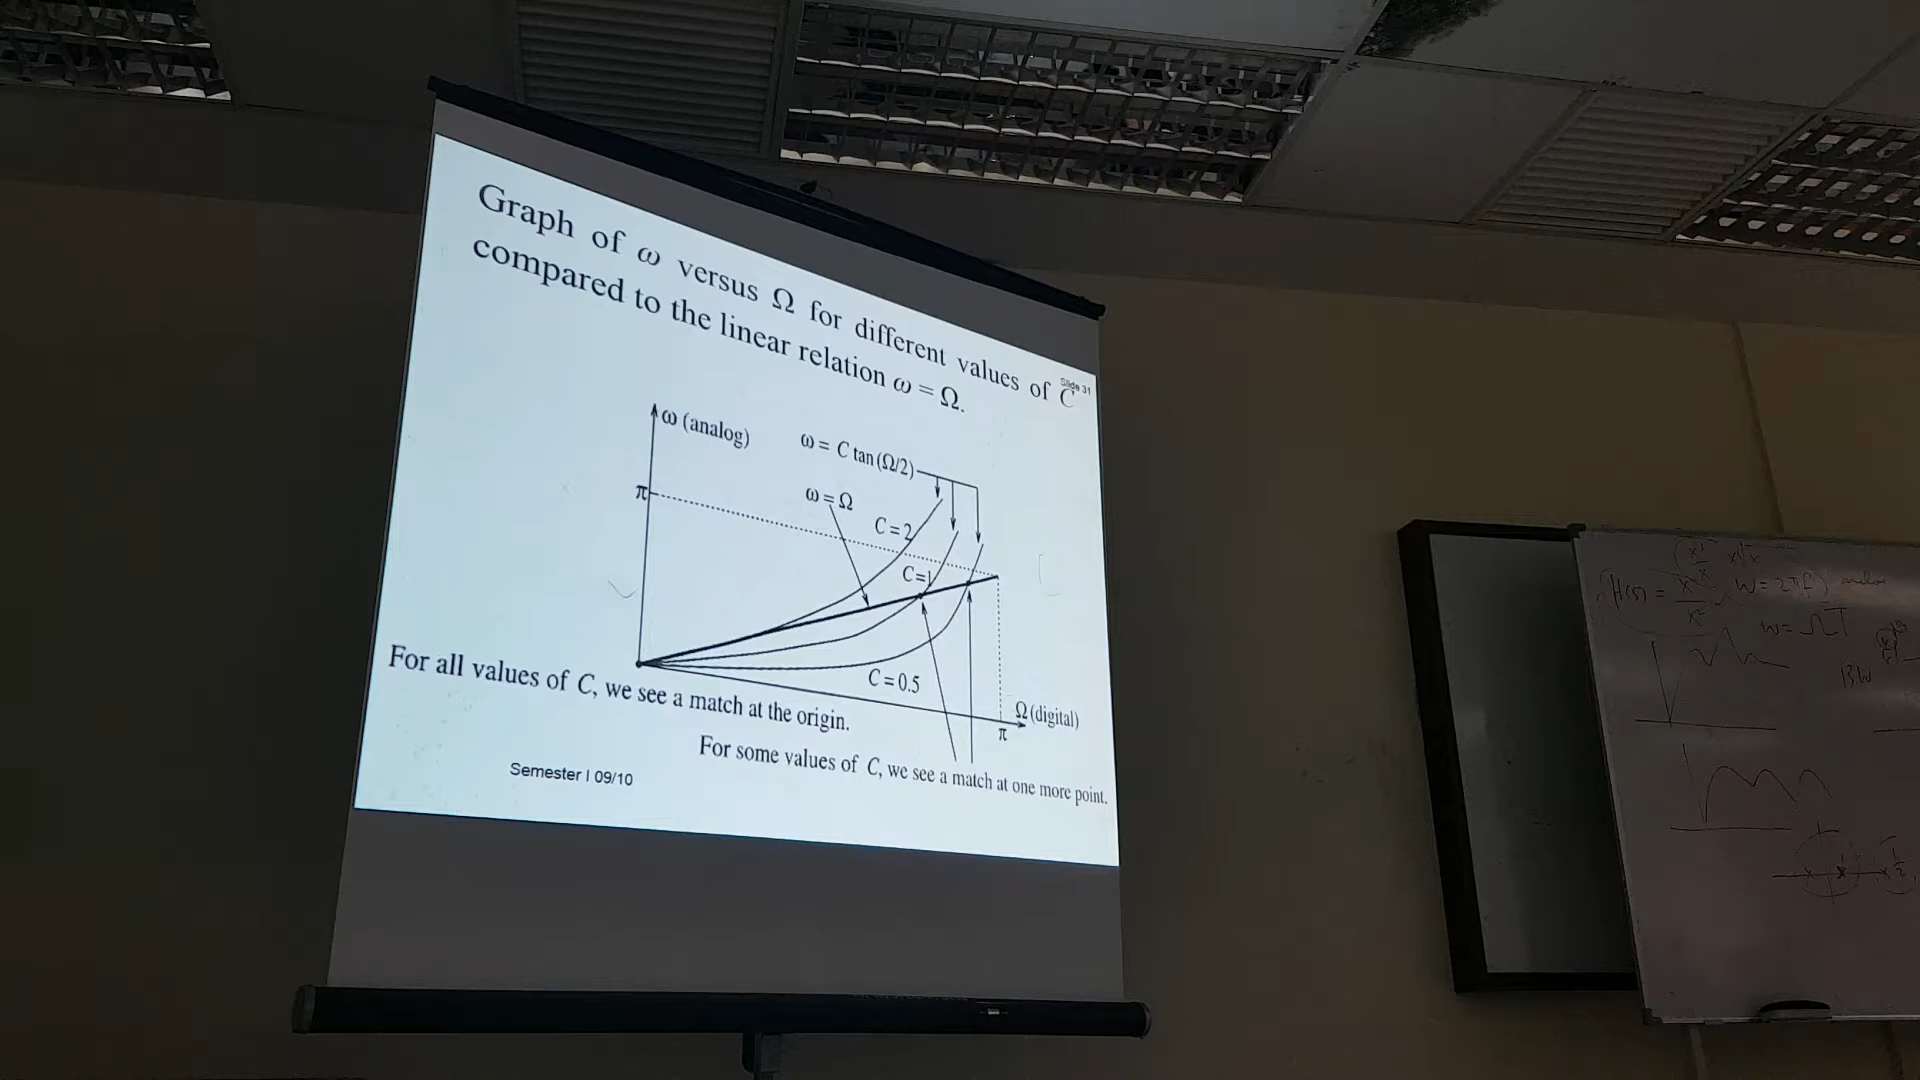 Graph of ω versus Ω for different values of C
Slide 31
compared to the linear relation ω = Ω.
ω (analog)
ω = C tan (Ω/2)
π
ω = Ω
C = 2
C = 1
C = 0.5
Ω (digital)
π
For all values of C, we see a match at the origin.
For some values of C, we see a match at one more point.
Semester I 09/10
H(s) =
W = 2πf)
w = ΩT
BW